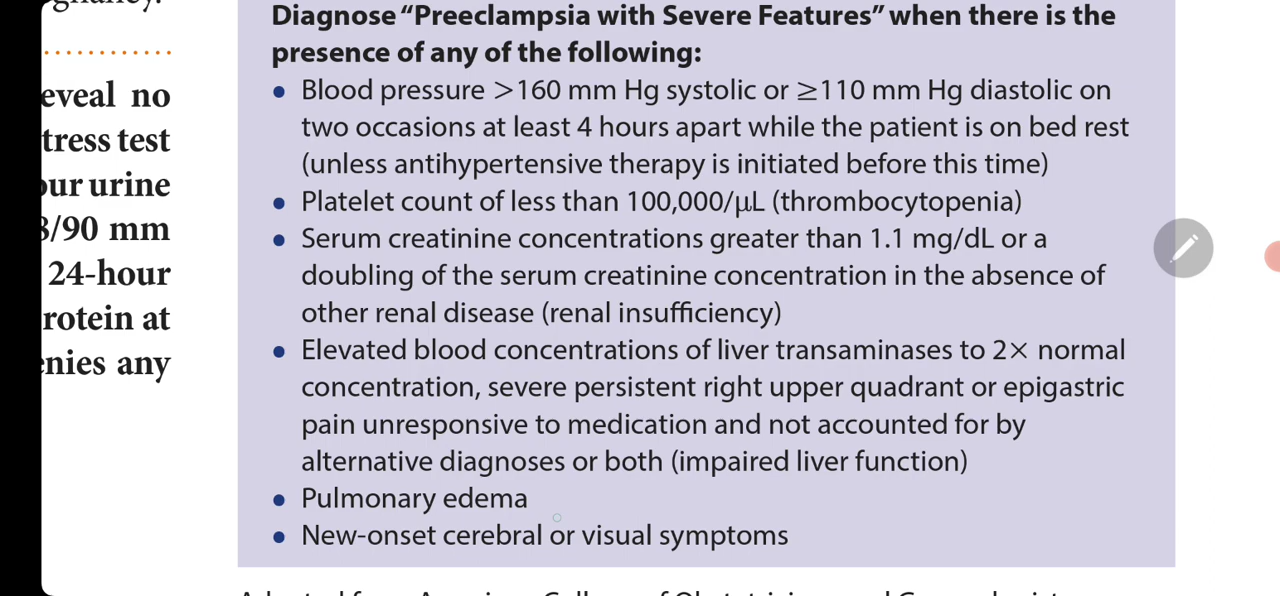 Diagnose “Preeclampsia with Severe Features” when there is the
presence of any of the following:
• Blood pressure >160 mm Hg systolic or ≥110 mm Hg diastolic on
two occasions at least 4 hours apart while the patient is on bed rest
(unless antihypertensive therapy is initiated before this time)
• Platelet count of less than 100,000/μL (thrombocytopenia)
• Serum creatinine concentrations greater than 1.1 mg/dL or a
doubling of the serum creatinine concentration in the absence of
other renal disease (renal insufficiency)
• Elevated blood concentrations of liver transaminases to 2× normal
concentration, severe persistent right upper quadrant or epigastric
pain unresponsive to medication and not accounted for by
alternative diagnoses or both (impaired liver function)
• Pulmonary edema
• New-onset cerebral or visual symptoms
eveal no
tress test
our urine
8/90 mm
24-hour
rotein at
enies any